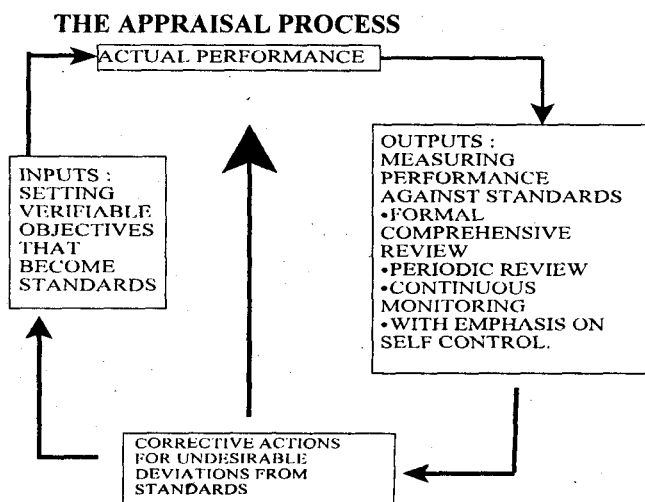 THE APPRAISAL PROCESS
ACTUAL PERFORMANCE
INPUTS :
SETTING
VERIFIABLE
OBJECTIVES
THAT
BECOME
STANDARDS
OUTPUTS :
MEASURING
PERFORMANCE
AGAINST STANDARDS
•FORMAL
COMPREHENSIVE
REVIEW
•PERIODIC REVIEW
•CONTINUOUS
MONITORING
•WITH EMPHASIS ON
SELF CONTROL.
CORRECTIVE ACTIONS
FOR UNDESIRABLE
DEVIATIONS FROM
STANDARDS